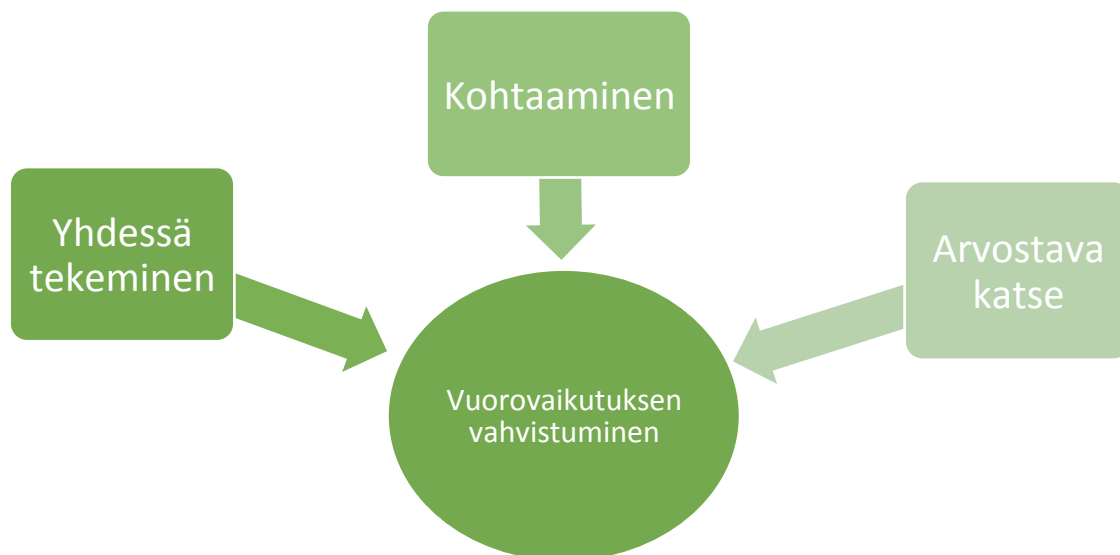 Kohtaaminen
Yhdessä
tekeminen
Arvostava
katse
Vuorovaikutuksen
vahvistuminen